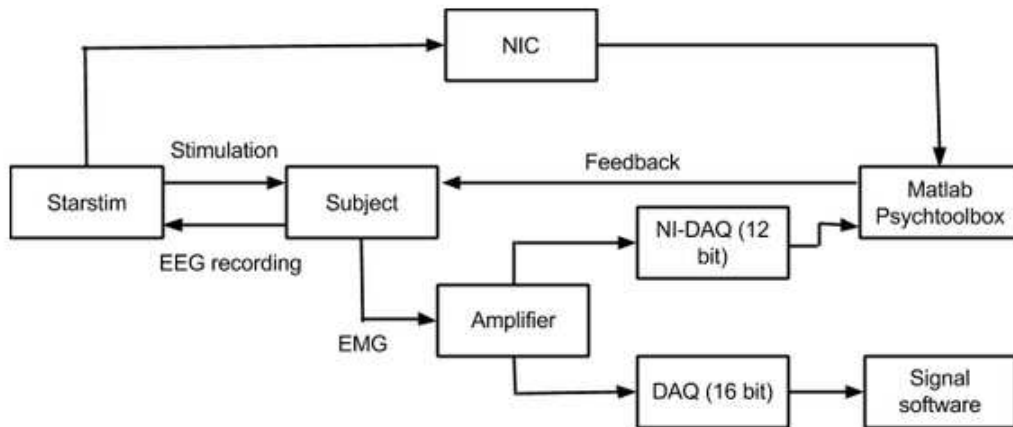 NIC
Stimulation
Feedback
Starstim
Subject
Matlab
Psychtoolbox
NI-DAQ (12
bit)
EEG recording
Amplifier
EMG
DAQ (16 bit)
Signal
software